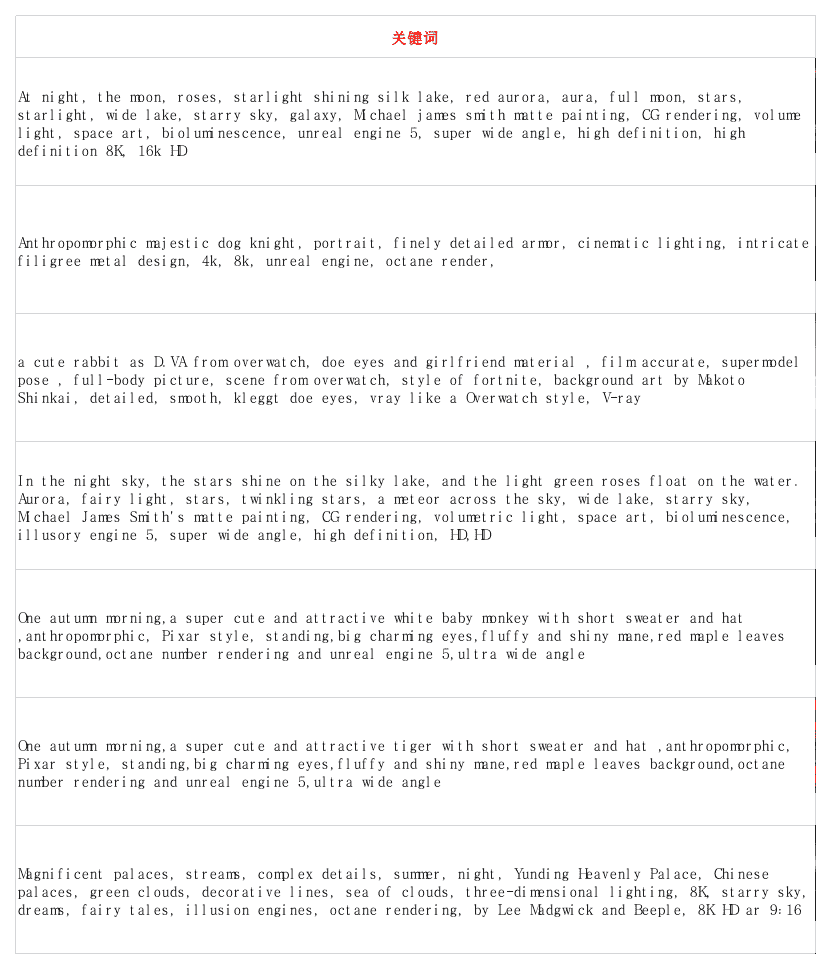 关键词
At night, the moon, roses, starlight shining silk lake, red aurora, aura, full moon, stars,
starlight, wide lake, starry sky, galaxy, Michael james smith matte painting, CG rendering, volume
light, space art, bioluminescence, unreal engine 5, super wide angle, high definition, high
definition 8K, 16k HD
Anthropomorphic majestic dog knight, portrait, finely detailed armor, cinematic lighting, intricate
filigree metal design, 4k, 8k, unreal engine, octane render,
a cute rabbit as D.VA from overwatch, doe eyes and girlfriend material , film accurate, supermodel
pose , full-body picture, scene from overwatch, style of fortnite, background art by Makoto
Shinkai, detailed, smooth, kleggt doe eyes, vray like a Overwatch style, V-ray
In the night sky, the stars shine on the silky lake, and the light green roses float on the water.
Aurora, fairy light, stars, twinkling stars, a meteor across the sky, wide lake, starry sky,
Michael James Smith's matte painting, CG rendering, volumetric light, space art, bioluminescence,
illusory engine 5, super wide angle, high definition, HD,HD
One autumn morning,a super cute and attractive white baby monkey with short sweater and hat
,anthropomorphic, Pixar style, standing,big charming eyes,fluffy and shiny mane,red maple leaves
background,octane number rendering and unreal engine 5,ultra wide angle
One autumn morning,a super cute and attractive tiger with short sweater and hat ,anthropomorphic,
Pixar style, standing,big charming eyes,fluffy and shiny mane,red maple leaves background,octane
number rendering and unreal engine 5,ultra wide angle
Magnificent palaces, streams, complex details, summer, night, Yunding Heavenly Palace, Chinese
palaces, green clouds, decorative lines, sea of clouds, three-dimensional lighting, 8K, starry sky,
dreams, fairy tales, illusion engines, octane rendering, by Lee Madgwick and Beeple, 8K HD ar 9:16